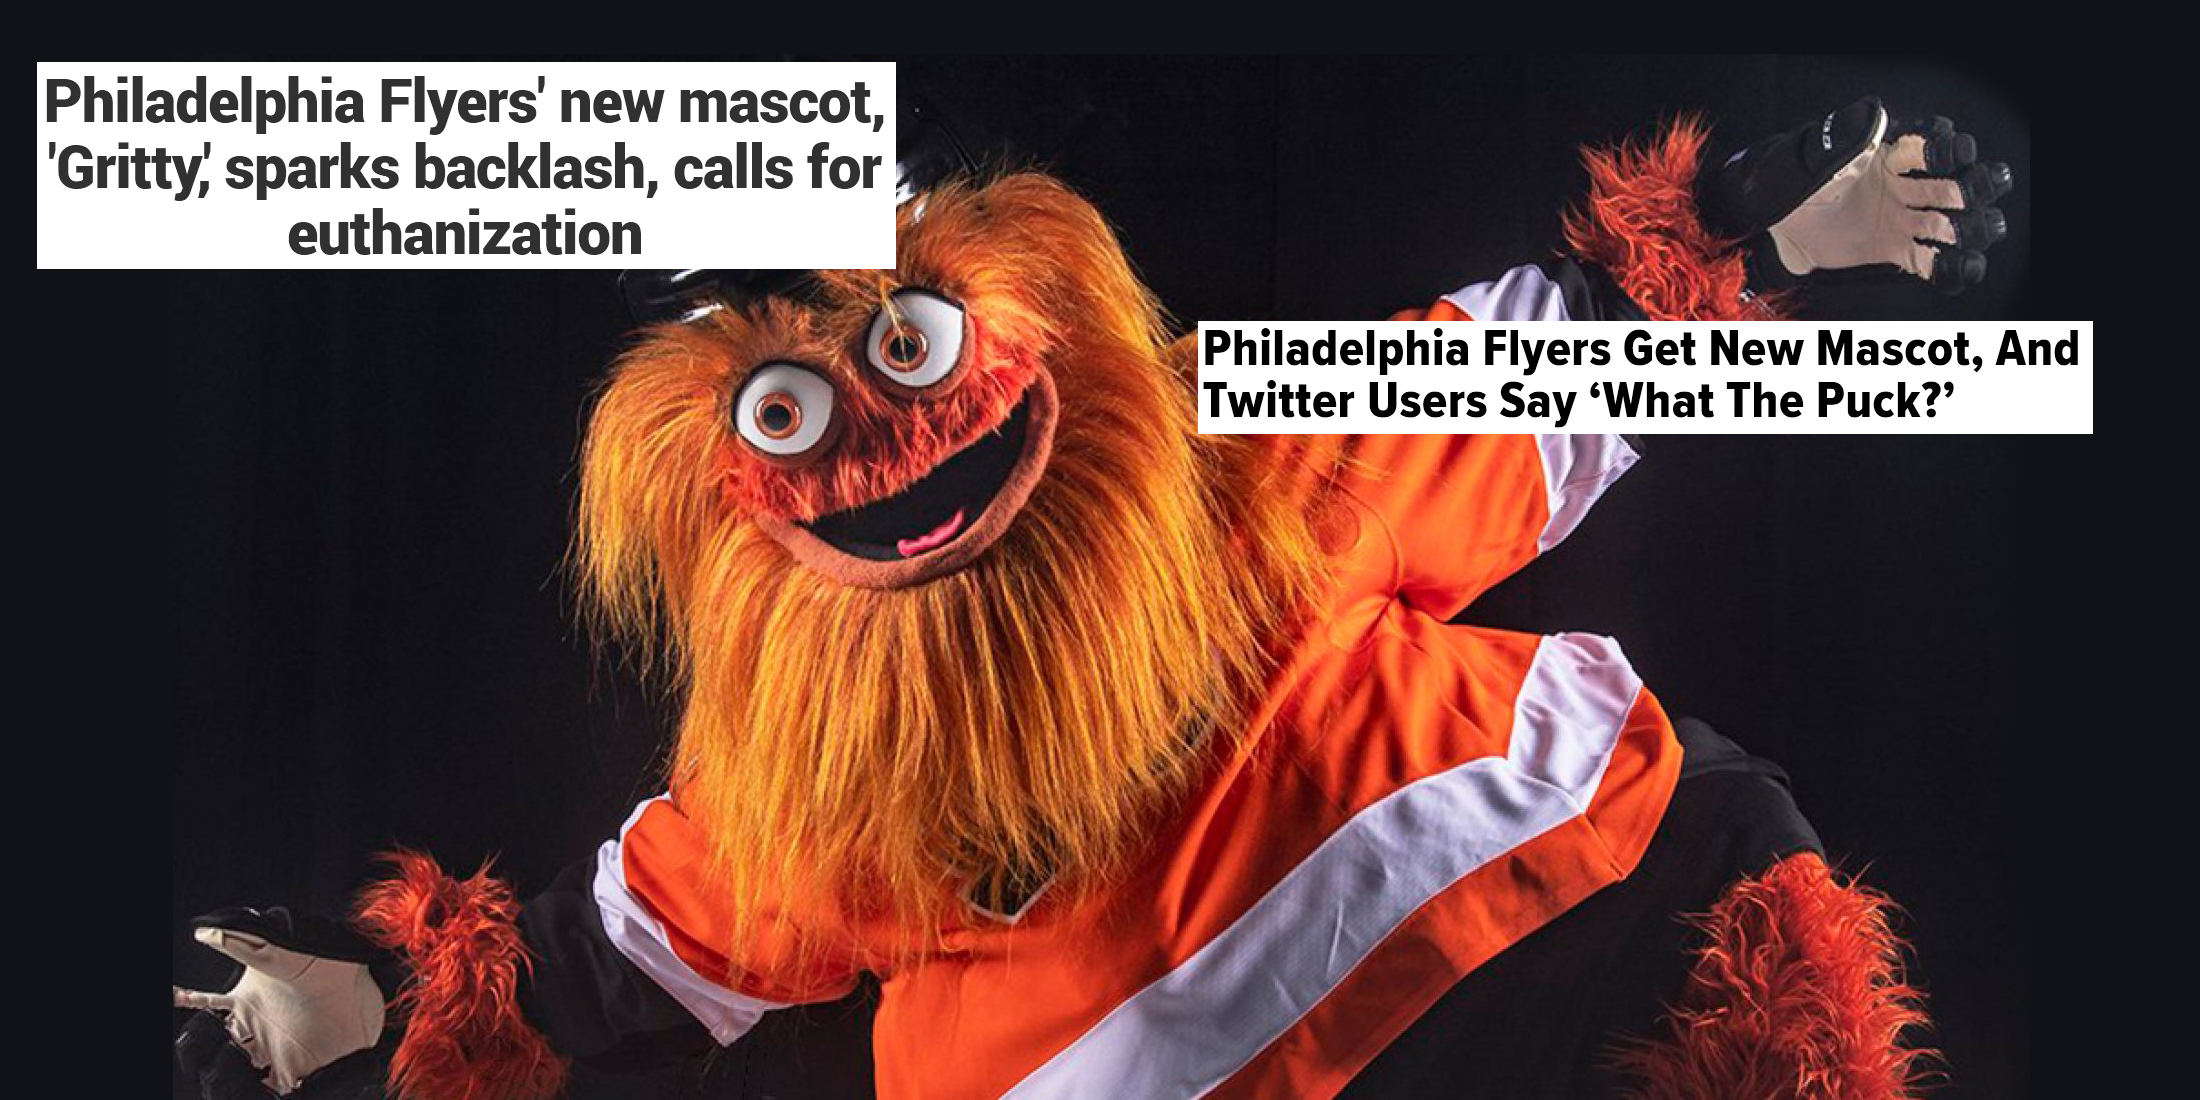 Philadelphia Flyers' new mascot,
'Gritty,' sparks backlash, calls for
euthanization
Philadelphia Flyers Get New Mascot, And
Twitter Users Say ‘What The Puck?’